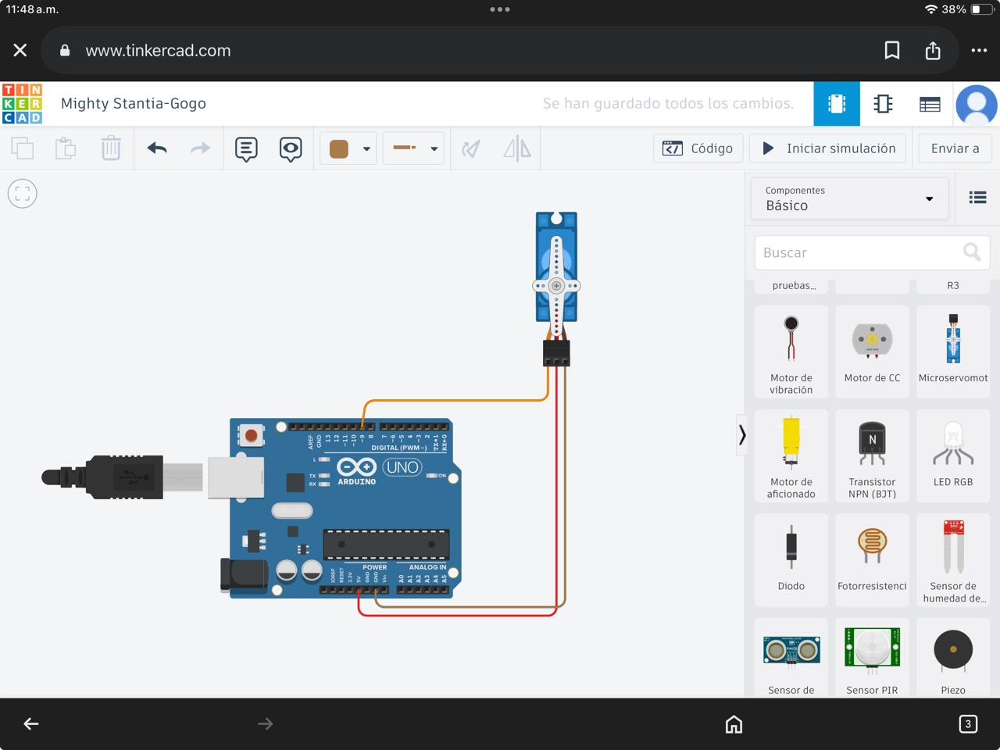 11:48 a.m.
38%
www.tinkercad.com
TIN
KER
CAD
Mighty Stantia-Gogo
Se han guardado todos los cambios.
Código
Iniciar simulación
Enviar a
Componentes
Básico
Buscar
pruebas...
R3
Motor de
vibración
Motor de CC
Microservomot
Motor de
aficionado
N
Transistor
NPN (BJT)
LED RGB
Diodo
Fotorresistenci
Sensor de
humedad de...
Sensor de
Sensor PIR
Piezo
AREF
GND
13
12
~11
~10
~9
8
7
~6
~5
4
~3
2
TX→1
RX←0
DIGITAL (PWM~)
L
TX
RX
UNO
ARDUINO
ON
POWER
ANALOG IN
IOREF
RESET
3.3V
5V
GND
GND
Vin
A0
A1
A2
A3
A4
A5
3